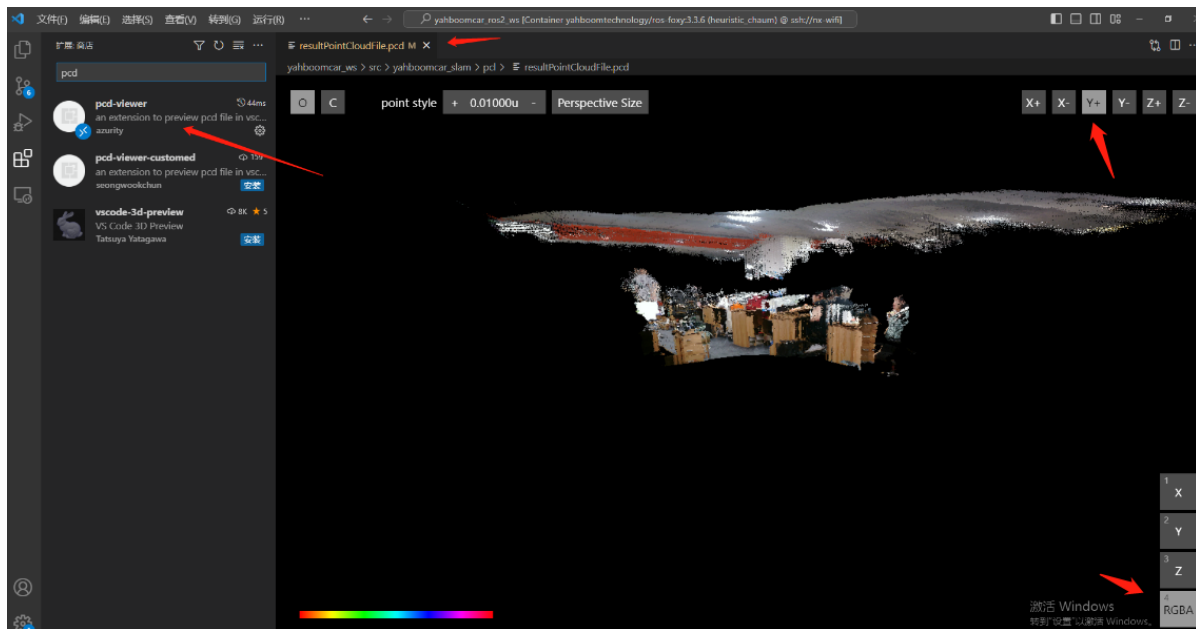 文件(F) 编辑(E) 选择(S) 查看(V) 转到(G) 运行(R) ···
yahboomcar_ros2_ws [Container yahboomtechnology/ros-foxy:3.3.6 (heuristic_chaum) @ ssh://nx-wifi]
扩展: 商店
resultPointCloudFile.pcd M
yahboomcar_ws > src > yahboomcar_slam > pcl > resultPointCloudFile.pcd
pcd
pcd-viewer 44ms
an extension to preview pcd file in vsc...
azurity
pcd-viewer-customed 159
an extension to preview pcd file in vsc...
seongwookchun 安装
vscode-3d-preview 8K ★ 5
VS Code 3D Preview
Tatsuya Yatagawa 安装
6
O C point style + 0.01000u - Perspective Size
X+ X- Y+ Y- Z+ Z-
1
X
2
Y
3
Z
4
RGBA
激活 Windows
转到"设置"以激活 Windows。